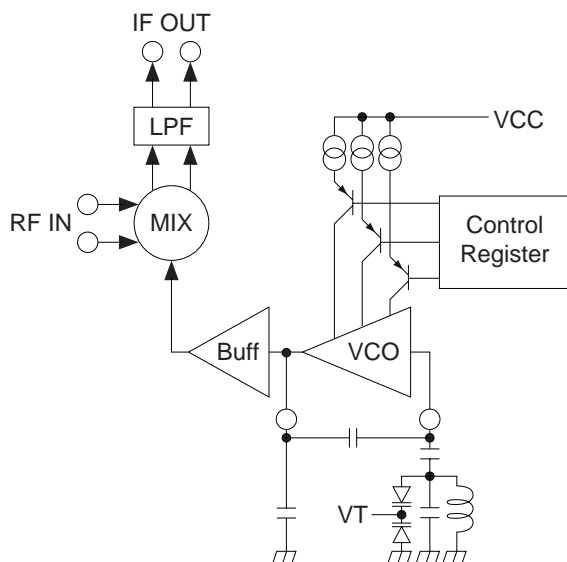 IF OUT
LPF
VCC
RF IN
MIX
Control
Register
Buff
VCO
VT